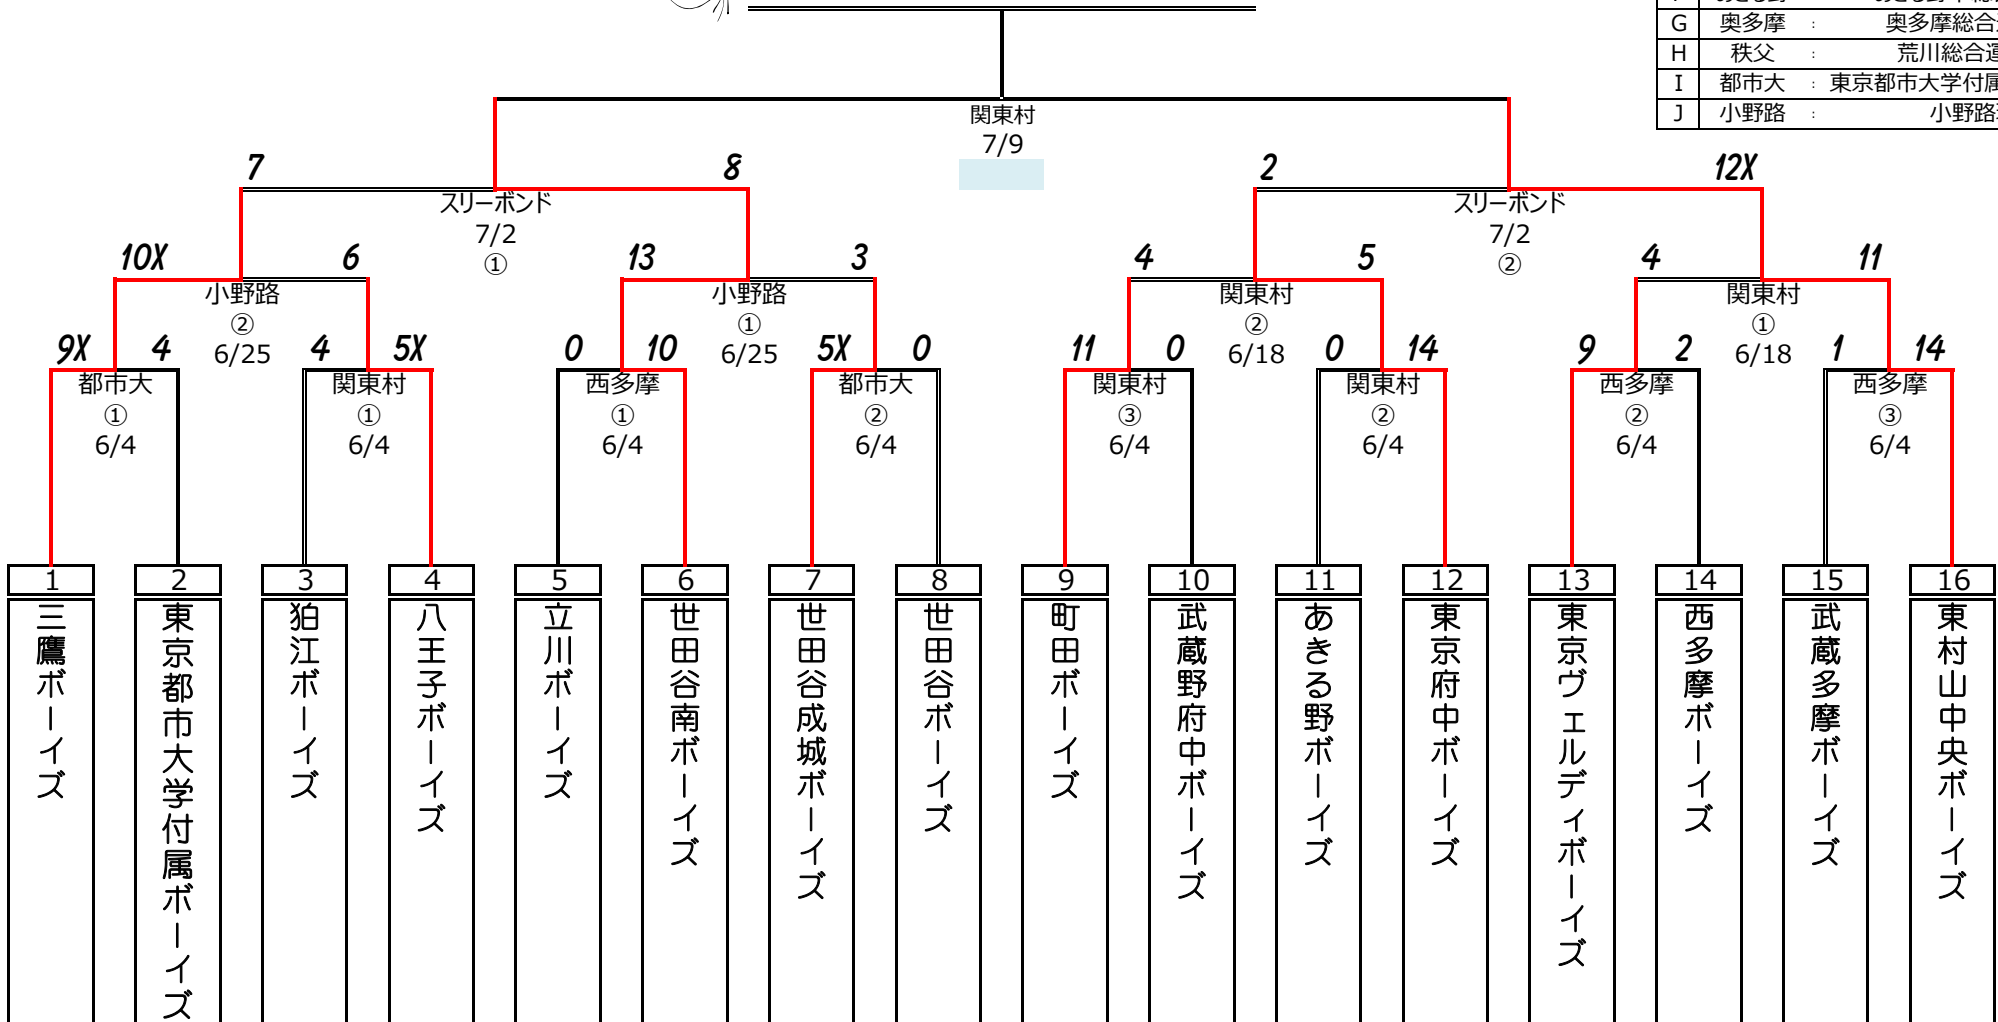 G 奥多摩 : 奥多摩総合
H 秩父 : 荒川総合運
I 都市大 : 東京都市大学付属
J 小野路 : 小野路
関東村
7/9
7 8 2 12X
スリーボンド スリーボンド
7/2 7/2
① ②
10X 6 13 3 4 5 4 11
小野路 小野路 関東村 関東村
② ① ② ①
6/25 6/25 6/18 6/18
9X 4 4 5X 0 10 5X 0 11 0 0 14 9 2 1 14
都市大 関東村 西多摩 都市大 関東村 関東村 西多摩 西多摩
① ① ① ② ③ ② ② ③
6/4 6/4 6/4 6/4 6/4 6/4 6/4 6/4
1 2 3 4 5 6 7 8 9 10 11 12 13 14 15 16
三鷹ボーイズ
東京都市大学付属ボーイズ
狛江ボーイズ
八王子ボーイズ
立川ボーイズ
世田谷南ボーイズ
世田谷成城ボーイズ
世田谷ボーイズ
町田ボーイズ
武蔵野府中ボーイズ
あきる野ボーイズ
東京府中ボーイズ
東京ヴェルディボーイズ
西多摩ボーイズ
武蔵多摩ボーイズ
東村山中央ボーイズ